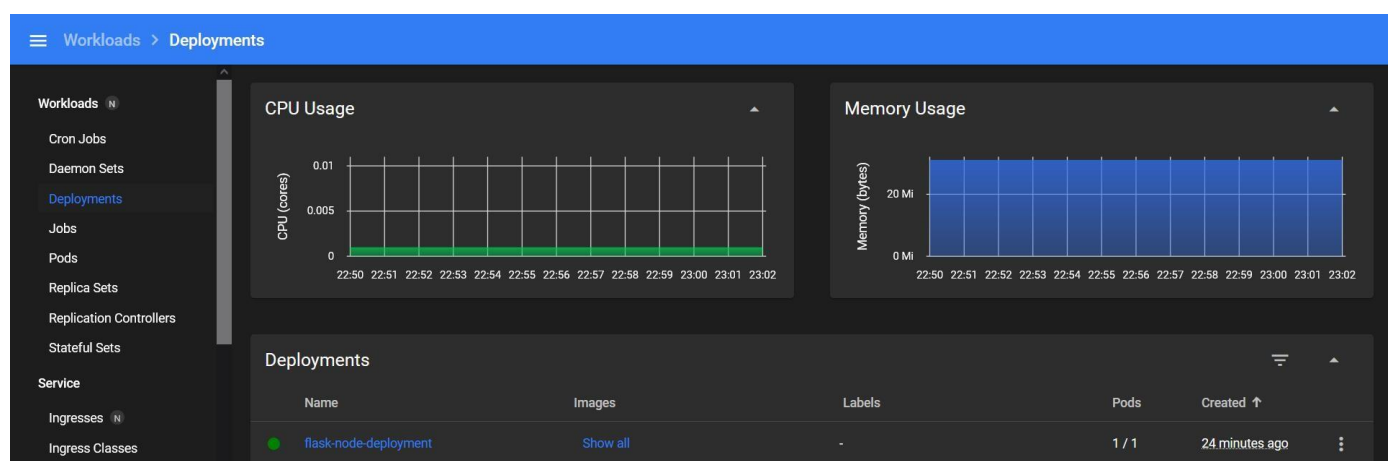 Workloads > Deployments
Workloads N
Cron Jobs
Daemon Sets
Deployments
Jobs
Pods
Replica Sets
Replication Controllers
Stateful Sets
Service
Ingresses N
Ingress Classes
CPU Usage
CPU (cores)
0.01
0.005
0
22:50 22:51 22:52 22:53 22:54 22:55 22:56 22:57 22:58 22:59 23:00 23:01 23:02
Memory Usage
Memory (bytes)
20 Mi
0 Mi
22:50 22:51 22:52 22:53 22:54 22:55 22:56 22:57 22:58 22:59 23:00 23:01 23:02
Deployments
Name Images Labels Pods Created ↑
flask-node-deployment Show all - 1 / 1 24 minutes ago